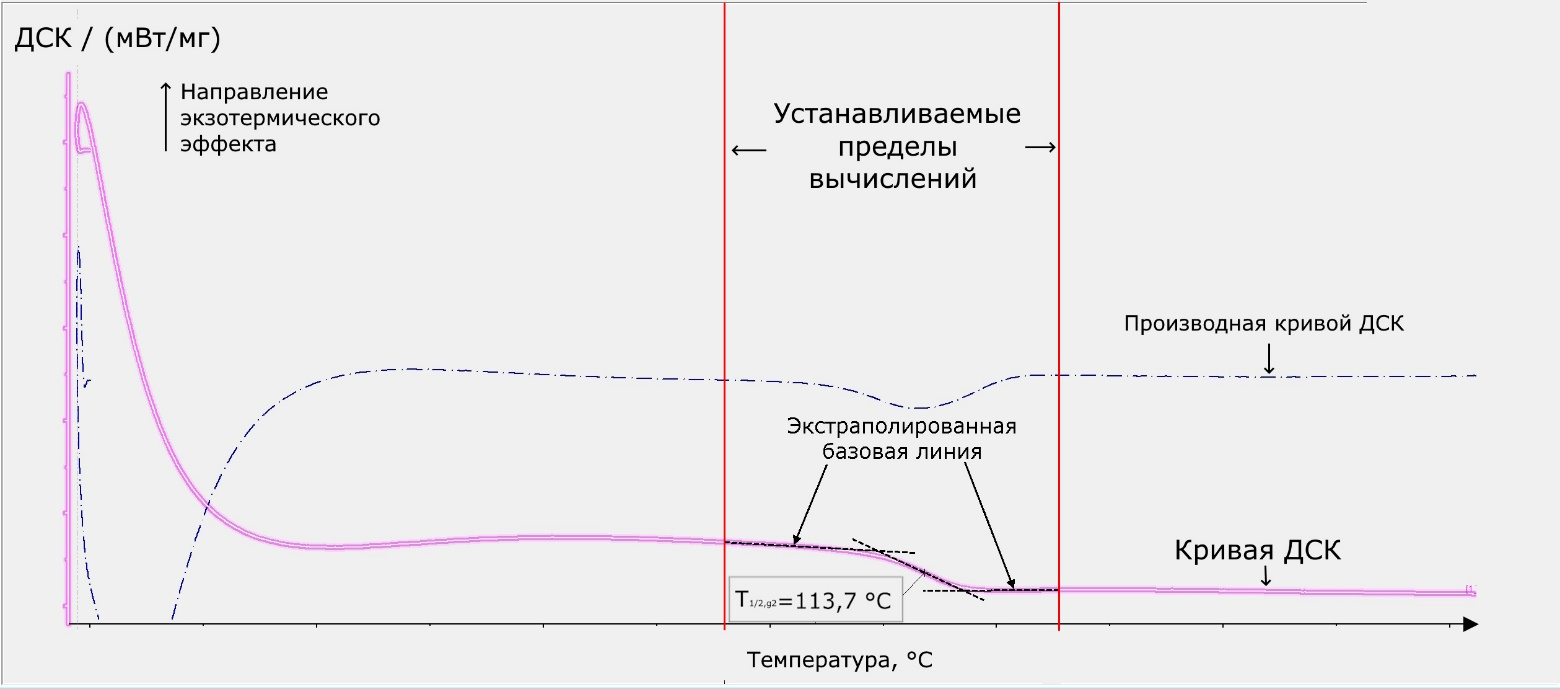 ДСК / (мВт/мг)
Направление
экзотермического
эффекта
Устанавливаемые
пределы
вычислений
Производная кривой ДСК
Экстраполированная
базовая линия
Кривая ДСК
T1/2,g2=113,7 °C
[1]
Температура, °C